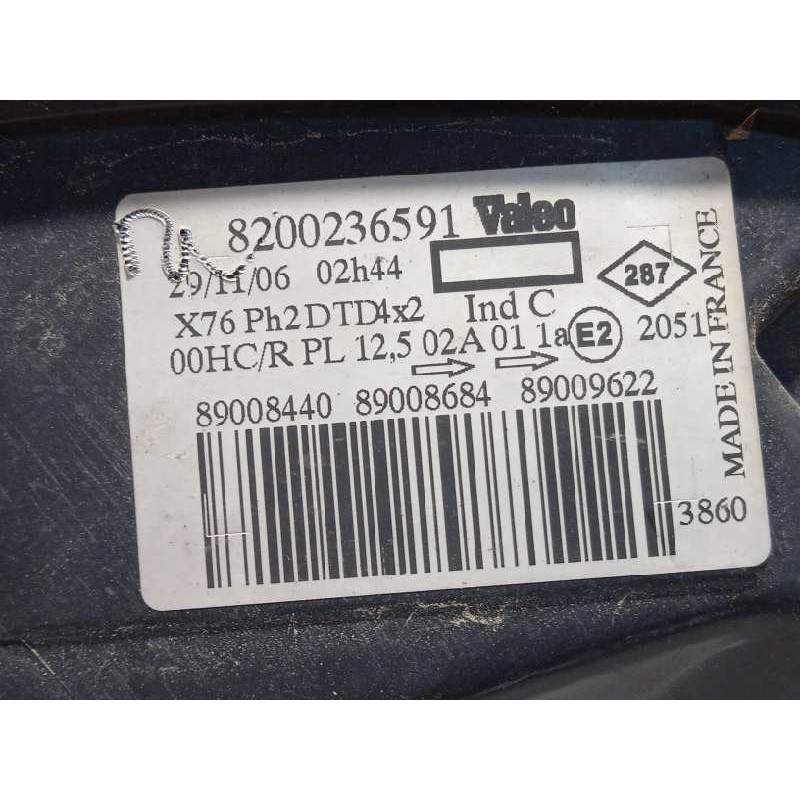 8200236591 Valeo
29/11/06 02h44
287
X76 Ph2 DTD4x2 Ind C
00HC/R PL 12,5 02A 01 1a E2 2051
89008440 89008684 89009622
3860
MADE IN FRANCE